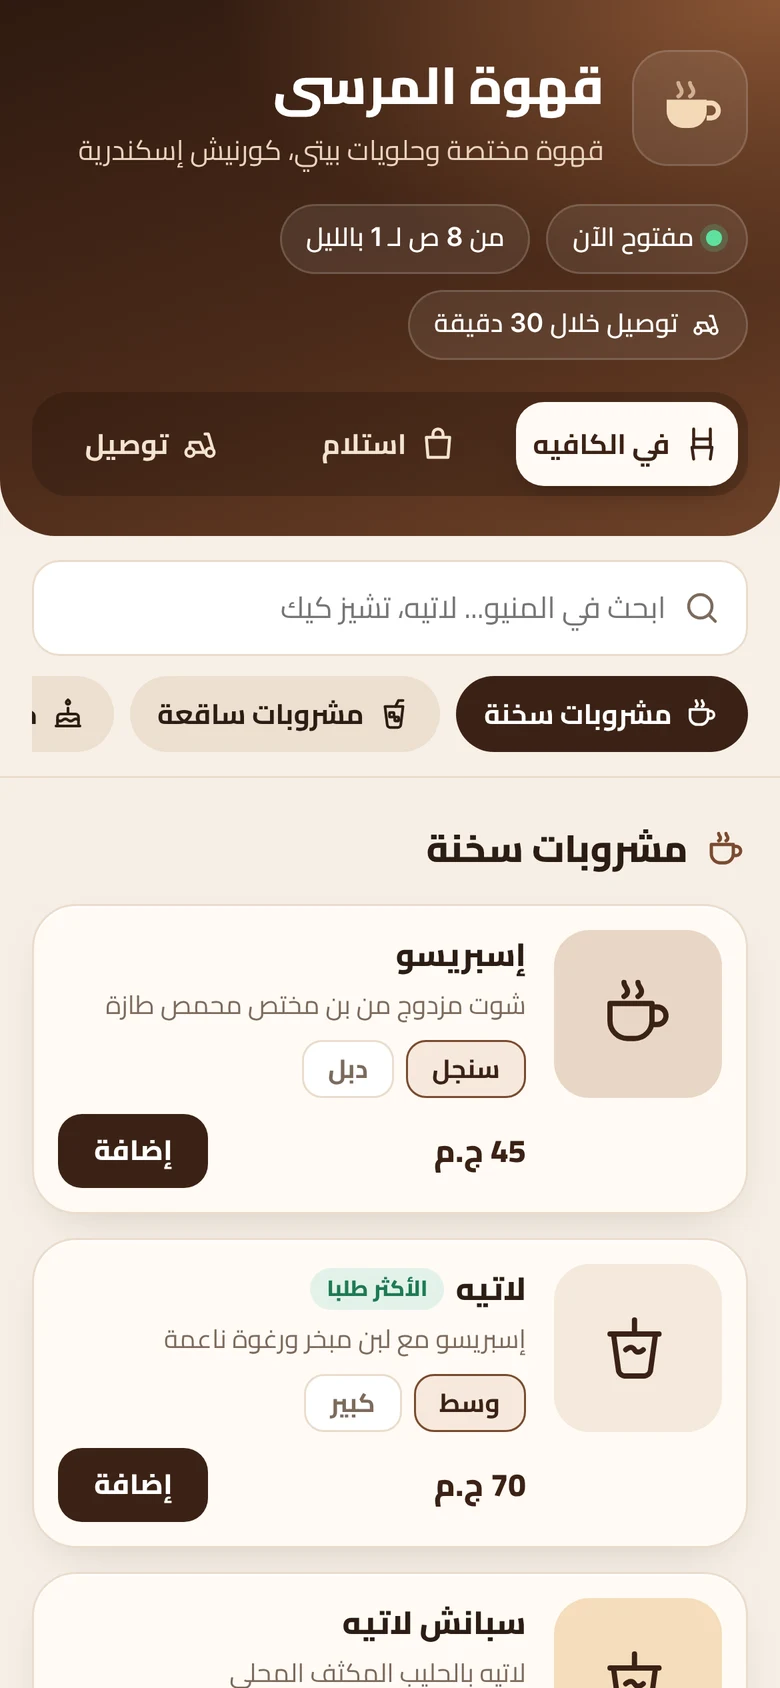 قهوة المرسى
قهوة مختصة وحلويات بيتي، كورنيش إسكندرية
مفتوح الآن
من 8 ص لـ 1 بالليل
توصيل خلال 30 دقيقة
في الكافيه
استلام
توصيل
ابحث في المنيو... لاتيه، تشيز كيك
مشروبات سخنة
مشروبات ساقعة
مشروبات سخنة
إسبريسو
شوت مزدوج من بن مختص محمص طازة
سنجل
دبل
45 ج.م
إضافة
لاتيه
الأكثر طلبا
إسبريسو مع لبن مبخر ورغوة ناعمة
وسط
كبير
70 ج.م
إضافة
سبانش لاتيه
لاتيه بالحليب المكثف المحلى